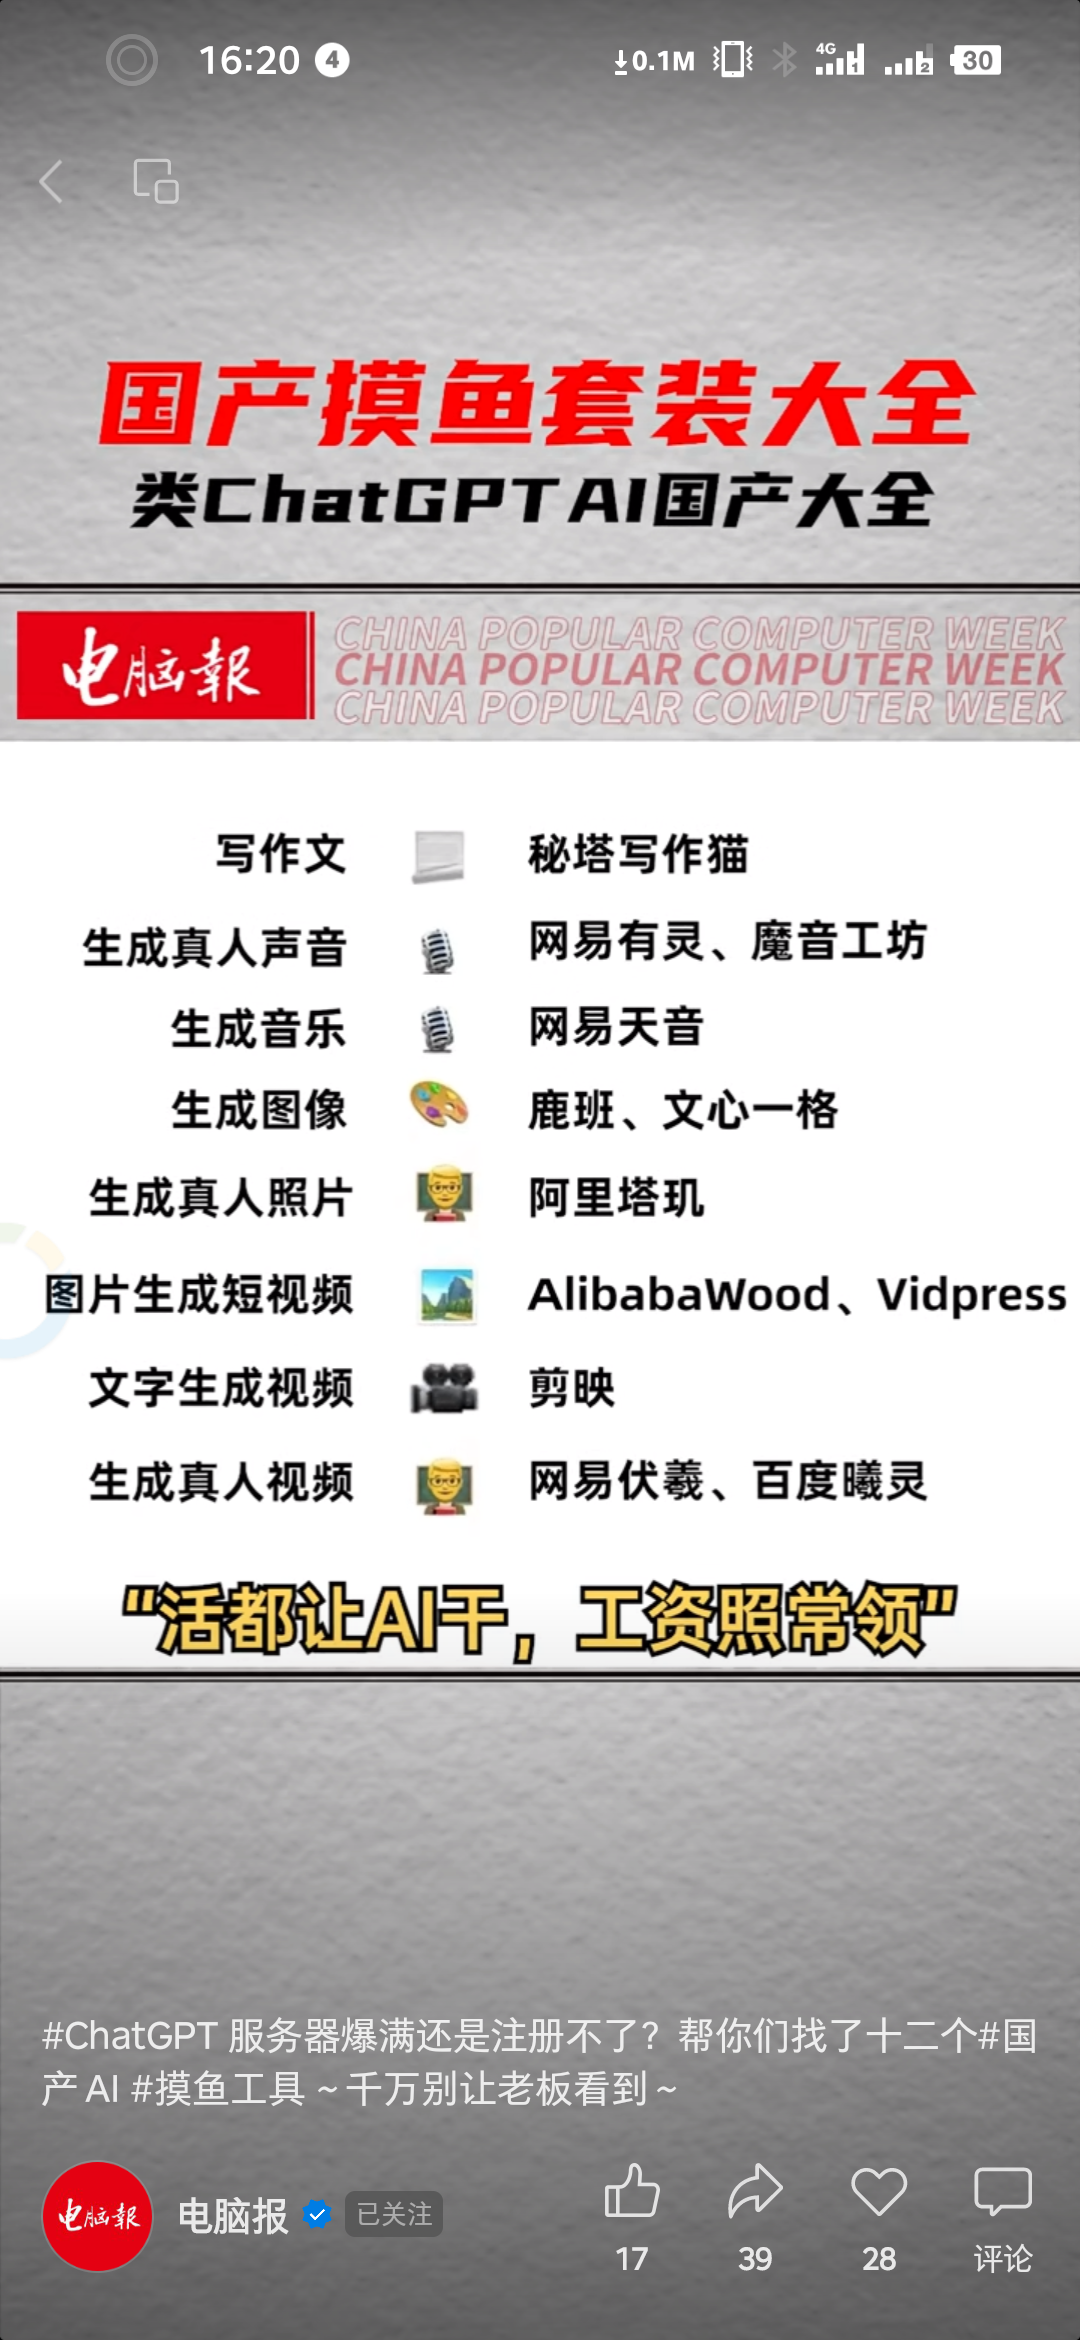 16:20 4 0.1M 4G 1 2 30
国产摸鱼套装大全
类ChatGPT AI国产大全
电脑報
CHINA POPULAR COMPUTER WEEK
CHINA POPULAR COMPUTER WEEK
CHINA POPULAR COMPUTER WEEK
写作文 秘塔写作猫
生成真人声音 网易有灵、魔音工坊
生成音乐 网易天音
生成图像 鹿班、文心一格
生成真人照片 阿里塔玑
图片生成短视频 AlibabaWood、Vidpress
文字生成视频 剪映
生成真人视频 网易伏羲、百度曦灵
"活都让AI干，工资照常领"
#ChatGPT 服务器爆满还是注册不了？帮你们找了十二个#国
产 AI #摸鱼工具 ~ 千万别让老板看到 ~
电脑報 电脑报 已关注
17 39 28 评论